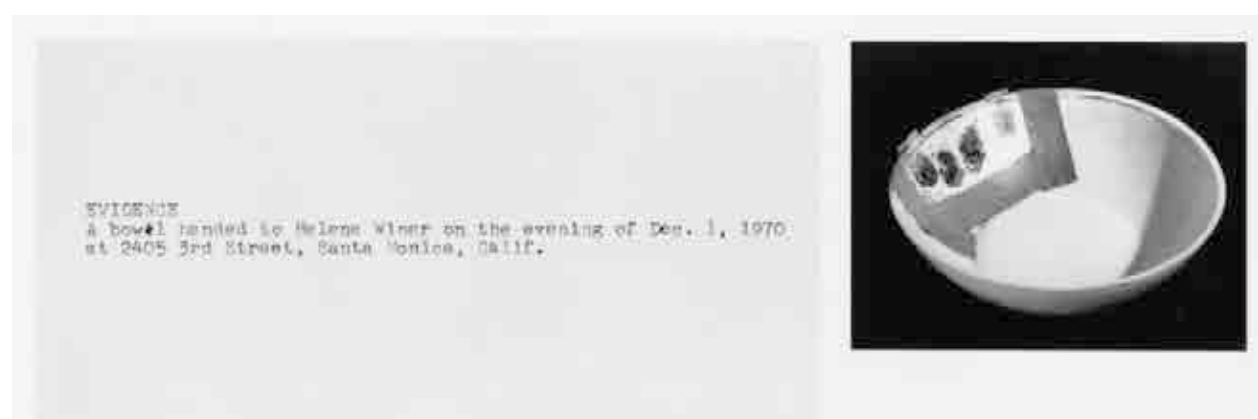 EVIDENCE
A bowel handed to Helene Winer on the evening of Dec. 1, 1970
at 2405 3rd Street, Santa Monica, Calif.